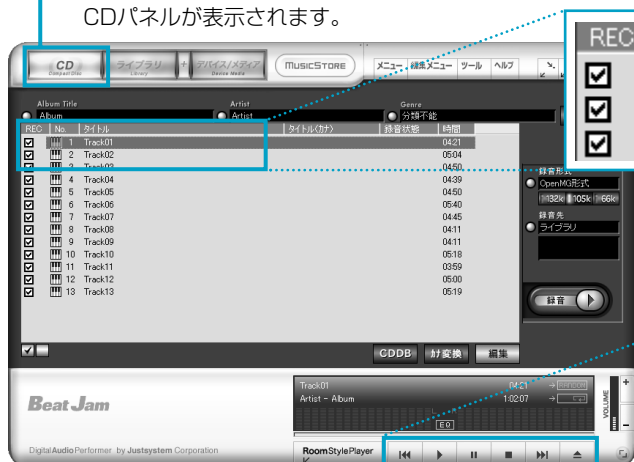 CDパネルが表示されます。
REC
CD
Compact Disc
ライブラリ
Library
+
デバイス/メディア
Device Media
MUSICSTORE
メニュー 編集メニュー ツール ヘルプ
Album Title Artist Genre
Album Artist 分類不能
REC No. タイトル タイトル(カナ) 録音状態 時間
1 Track01 04:21
2 Track02 05:04
3 Track03 04:50
4 Track04 04:39
5 Track05 04:50
6 Track06 05:40
7 Track07 04:45
8 Track08 04:11
9 Track09 04:11
10 Track10 05:18
11 Track11 03:59
12 Track12 05:00
13 Track13 05:19
録音形式
OpenMG形式
132k 105k 66k
録音先
ライブラリ
録音
CDDB カナ変換 編集
Track01 04:21 → RANDOM
Artist - Album 1:02:07 →
EQ
VOLUME
+
-
Beat Jam
Digital Audio Performer by Justsystem Corporation
RoomStylePlayer